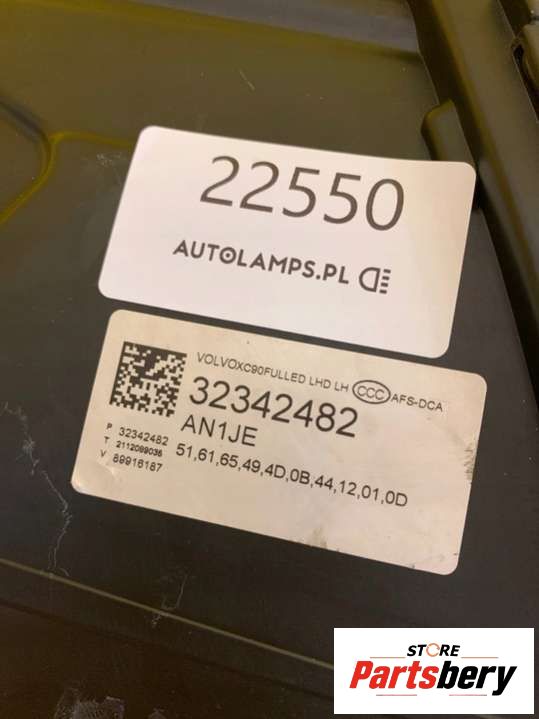 22550
AUTOLAMPS.PL
VOLVOXC90FULLED LHD LH CCC AFS-DCA
32342482
AN1JE
51,61,65,49,4D,0B,44,12,01,0D
P 32342482
T 2112099036
V 89916187
STORE
Partsbery